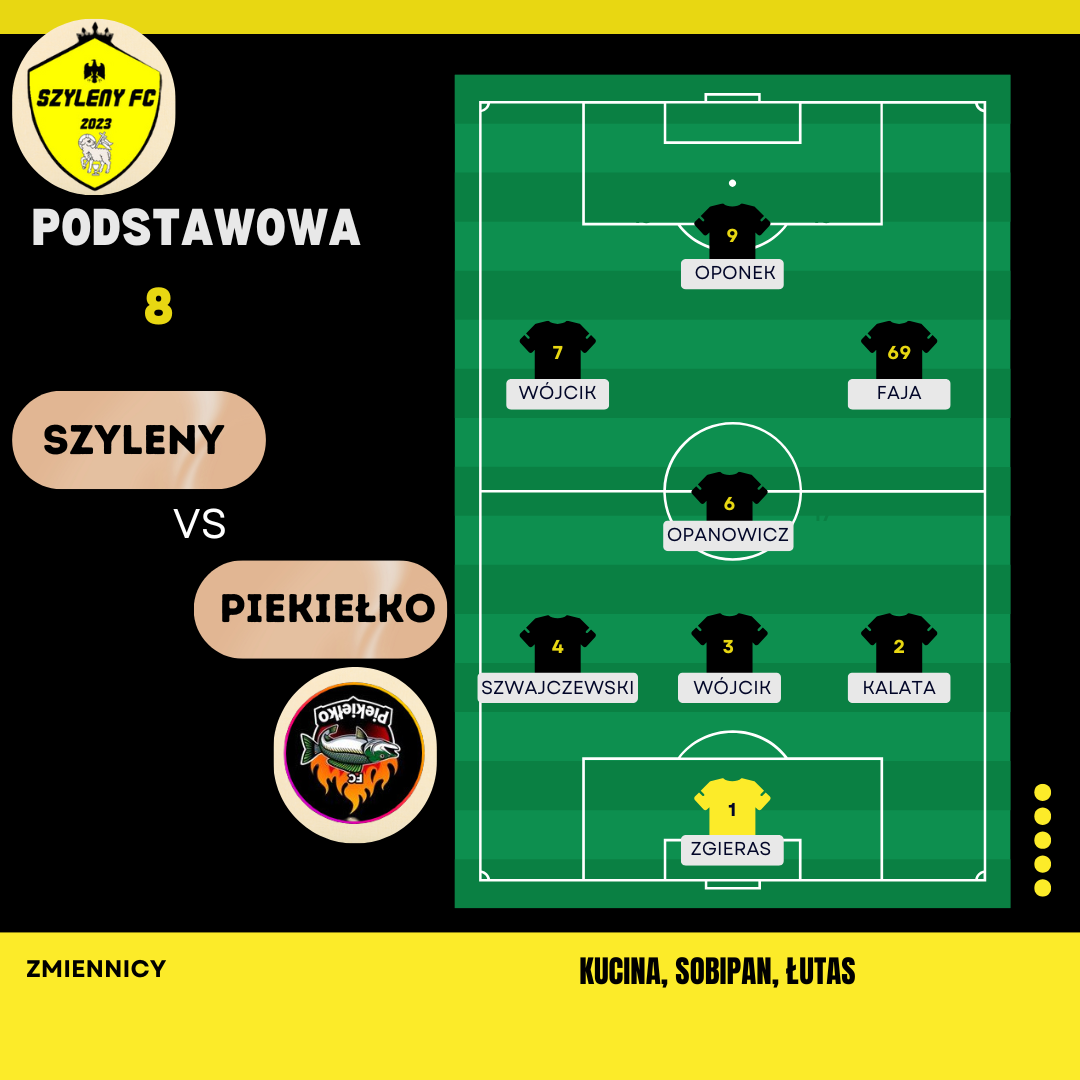 SZYLENY FC
2023
PODSTAWOWA
8
SZYLENY
VS
PIEKIEŁKO
Piekiełko
FC
9
OPONEK
7
WÓJCIK
69
FAJA
6
OPANOWICZ
4
SZWAJCZEWSKI
3
WÓJCIK
2
KALATA
1
ZGIERAS
ZMIENNICY
KUCINA, SOBIPAN, ŁUTAS